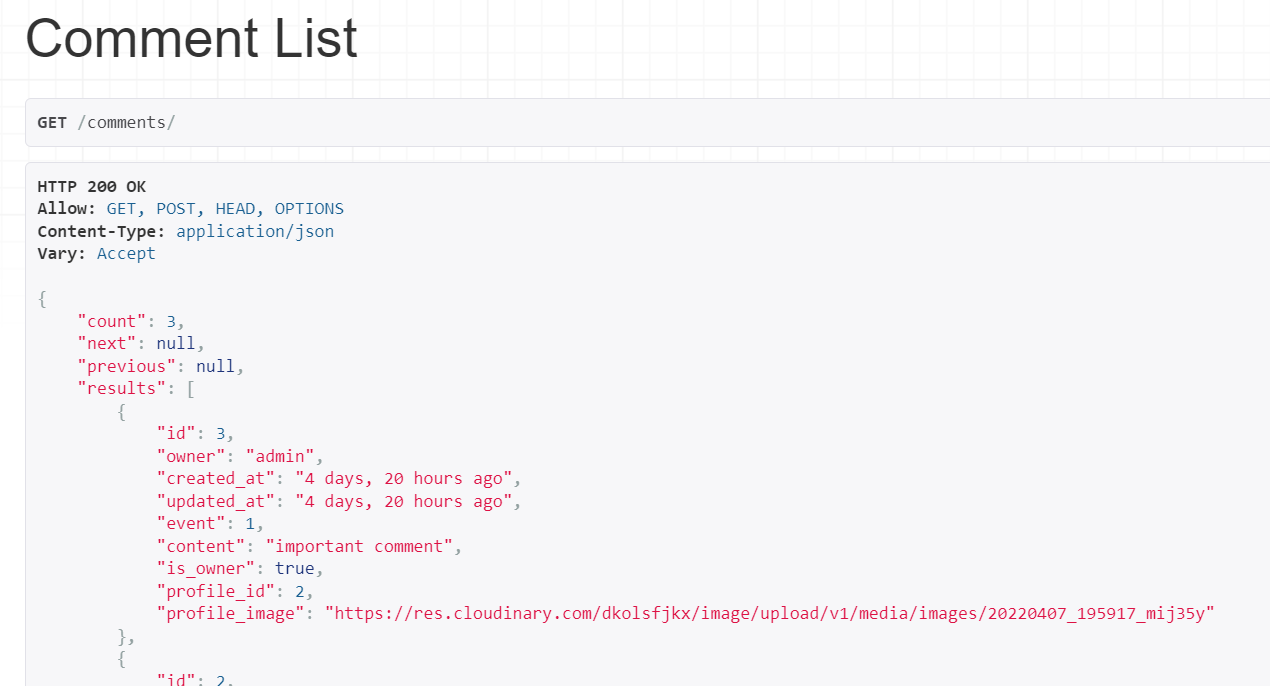 Comment List
GET /comments/
HTTP 200 OK
Allow: GET, POST, HEAD, OPTIONS
Content-Type: application/json
Vary: Accept
{
"count": 3,
"next": null,
"previous": null,
"results": [
{
"id": 3,
"owner": "admin",
"created_at": "4 days, 20 hours ago",
"updated_at": "4 days, 20 hours ago",
"event": 1,
"content": "important comment",
"is_owner": true,
"profile_id": 2,
"profile_image": "https://res.cloudinary.com/dkolsfjkx/image/upload/v1/media/images/20220407_195917_mij35y"
},
{
"id": 2,